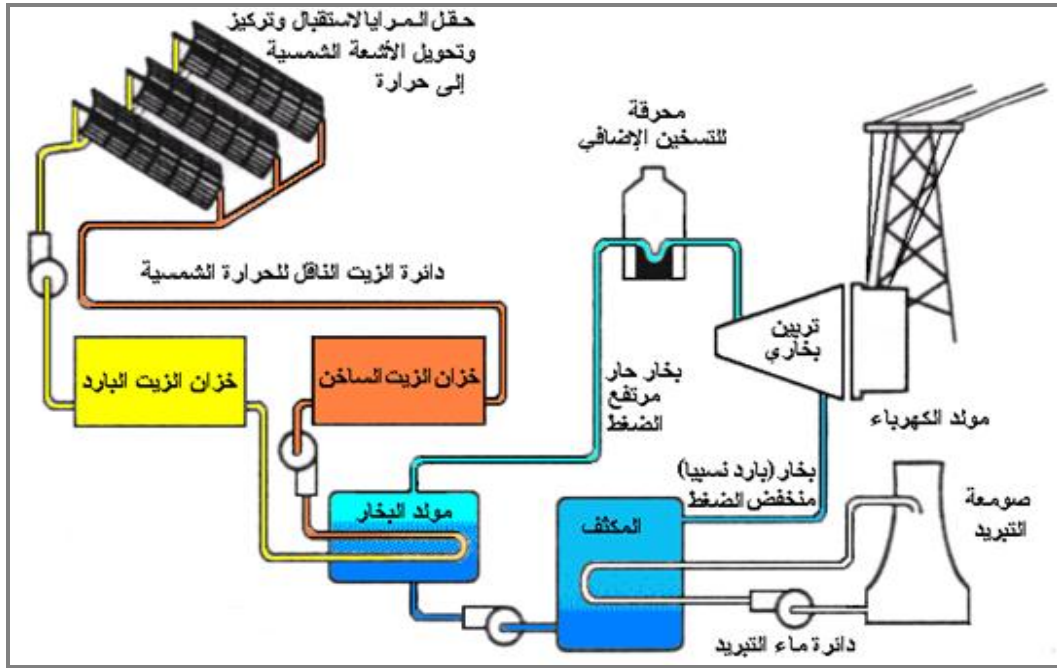 حقل المرايا لاستقبال وتركيز
وتحويل الأشعة الشمسية
إلى حرارة
محرقة
للتسخين الإضافي
دائرة الزيت الناقل للحرارة الشمسية
تربين
بخاري
خزان الزيت البارد
خزان الزيت الساخن
بخار حار
مرتفع
الضغط
مولد الكهرباء
بخار (بارد نسبيا)
منخفض الضغط
صومعة
التبريد
مولد البخار
المكثف
دائرة ماء التبريد